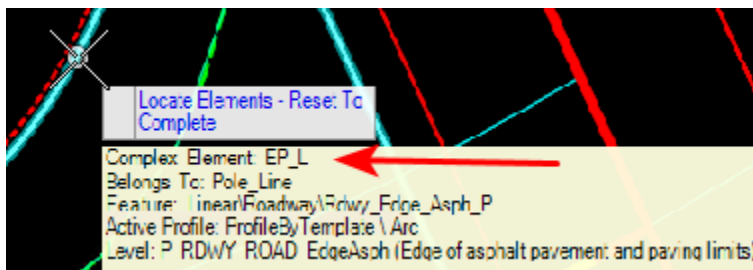 Locate Elements - Reset To
Complete
Complex Element: EP_L
Belongs To: Pole_Line
Feature: Linear\Roadway\Rdwy_Edge_Asph_P
Active Profile: ProfileByTemplate \ Arc
Level: P_RDWY_ROAD_EdgeAsph (Edge of asphalt pavement and paving limits)